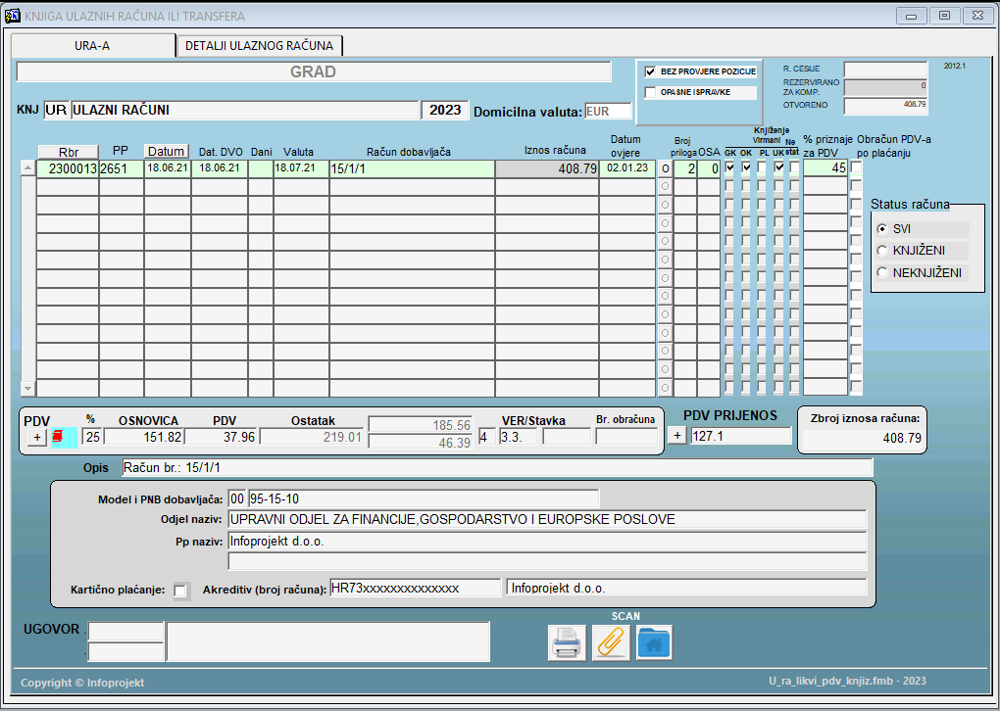 KNJIGA ULAZNIH RAČUNA ILI TRANSFERA
URA-A
DETALJI ULAZNOG RAČUNA
GRAD
BEZ PROVJERE POZICIJE
OPASNE ISPRAVKE
R. CESIJE
REZERVIRANO ZA KOMP. 0
OTVORENO 408.79
2012.1
KNJ UR ULAZNI RAČUNI 2023 Domicilna valuta: EUR
Rbr PP Datum Dat. DVO Dani Valuta Račun dobavljača Iznos računa Datum ovjere Broj priloga OSA Knjiženje Virmani Ne stat GK OK PL UK % priznaje za PDV Obračun PDV-a po plaćanju
2300013 2651 18.06.21 18.06.21 18.07.21 15/1/1 408.79 02.01.23 O 2 0 45
O
O
O
O
O
O
O
O
O
O
O
O
Status računa
SVI
KNJIŽENI
NEKNJIŽENI
PDV % OSNOVICA PDV Ostatak VER/Stavka Br. obračuna
+ 25 151.82 37.96 219.01 185.56 46.39 4 3.3.
PDV PRIJENOS
+ 127.1
Zbroj iznosa računa:
408.79
Opis Račun br.: 15/1/1
Model i PNB dobavljača: 00 95-15-10
Odjel naziv: UPRAVNI ODJEL ZA FINANCIJE,GOSPODARSTVO I EUROPSKE POSLOVE
Pp naziv: Infoprojekt d.o.o.
Kartično plaćanje: Akreditiv (broj računa): HR73xxxxxxxxxxxxxx Infoprojekt d.o.o.
UGOVOR
SCAN
Copyright © Infoprojekt
U_ra_likvi_pdv_knjiz.fmb - 2023